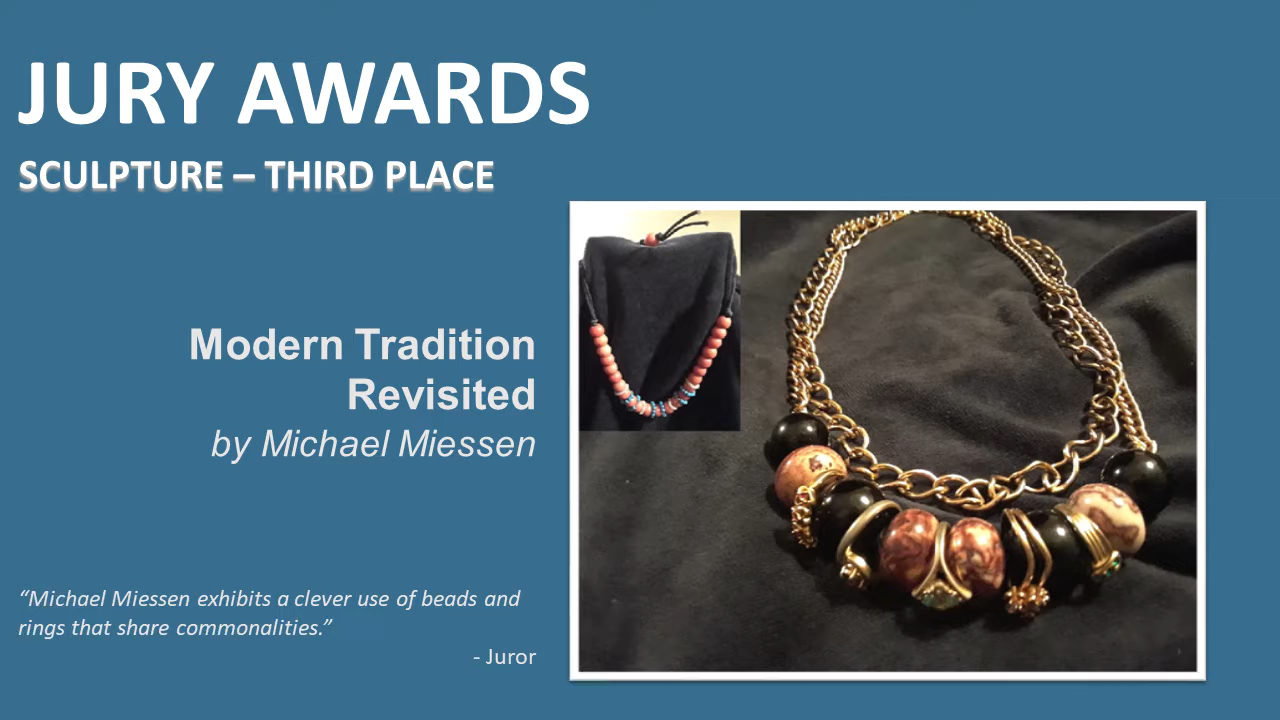 JURY AWARDS
SCULPTURE – THIRD PLACE
Modern Tradition
Revisited
by Michael Miessen
“Michael Miessen exhibits a clever use of beads and
rings that share commonalities.”
- Juror